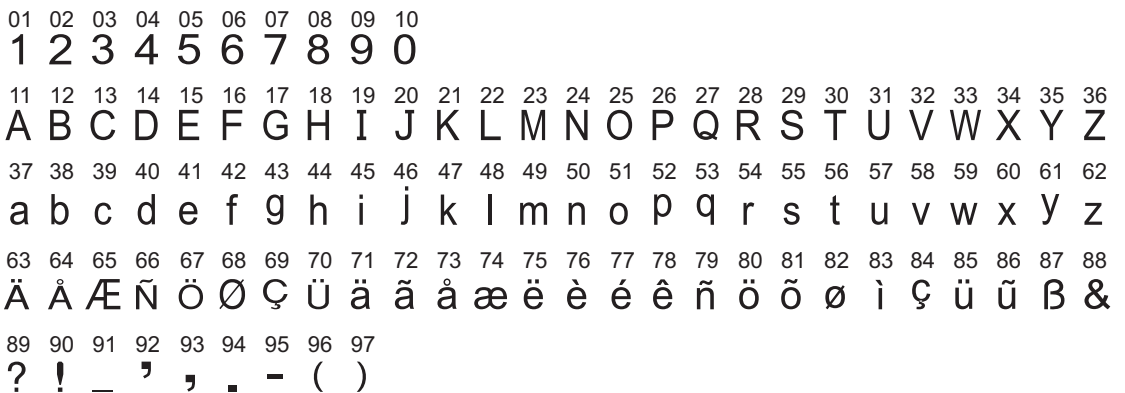 01 02 03 04 05 06 07 08 09 10
1 2 3 4 5 6 7 8 9 0
11 12 13 14 15 16 17 18 19 20 21 22 23 24 25 26 27 28 29 30 31 32 33 34 35 36
A B C D E F G H I J K L M N O P Q R S T U V W X Y Z
37 38 39 40 41 42 43 44 45 46 47 48 49 50 51 52 53 54 55 56 57 58 59 60 61 62
a b c d e f g h i j k l m n o p q r s t u v w x y z
63 64 65 66 67 68 69 70 71 72 73 74 75 76 77 78 79 80 81 82 83 84 85 86 87 88
Ä Å Æ Ñ Ö Ø Ç Ü ä ã å æ ë è é ê ñ ö õ ø ì ç ü ũ ß &
89 90 91 92 93 94 95 96 97
? ! _ ’ , . - ( )